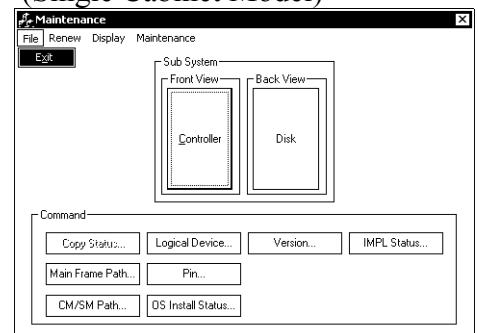 (Single Cabinet Model)
Maintenance
File Renew Display Maintenance
Exit
Sub System
Front View Back View
Controller Disk
Command
Copy Status... Logical Device... Version... IMPL Status...
Main Frame Path... Pin...
CM/SM Path... OS Install Status...